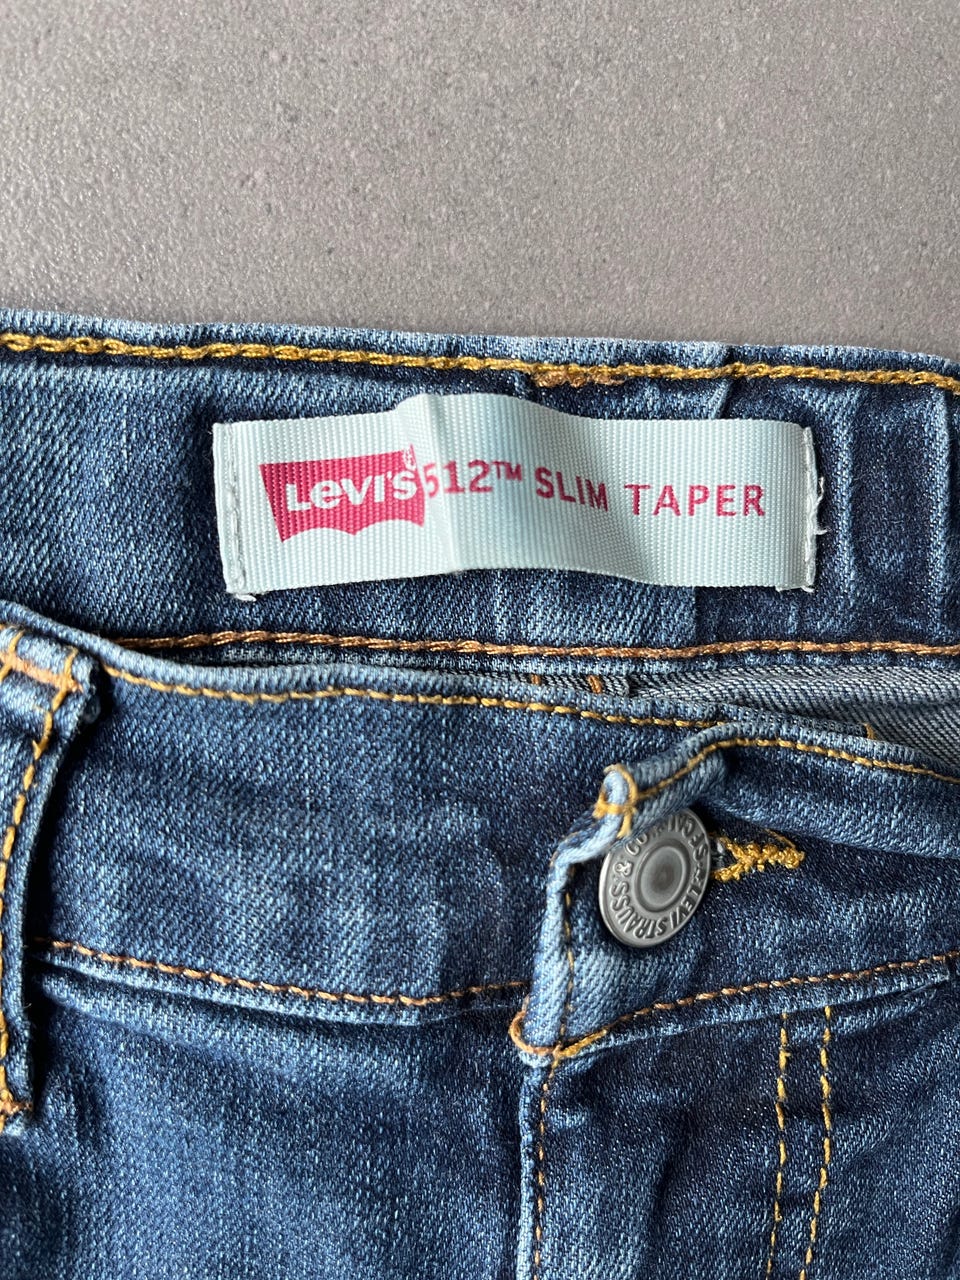 Levi's® 512™ SLIM TAPER
LEVI STRAUSS & CO